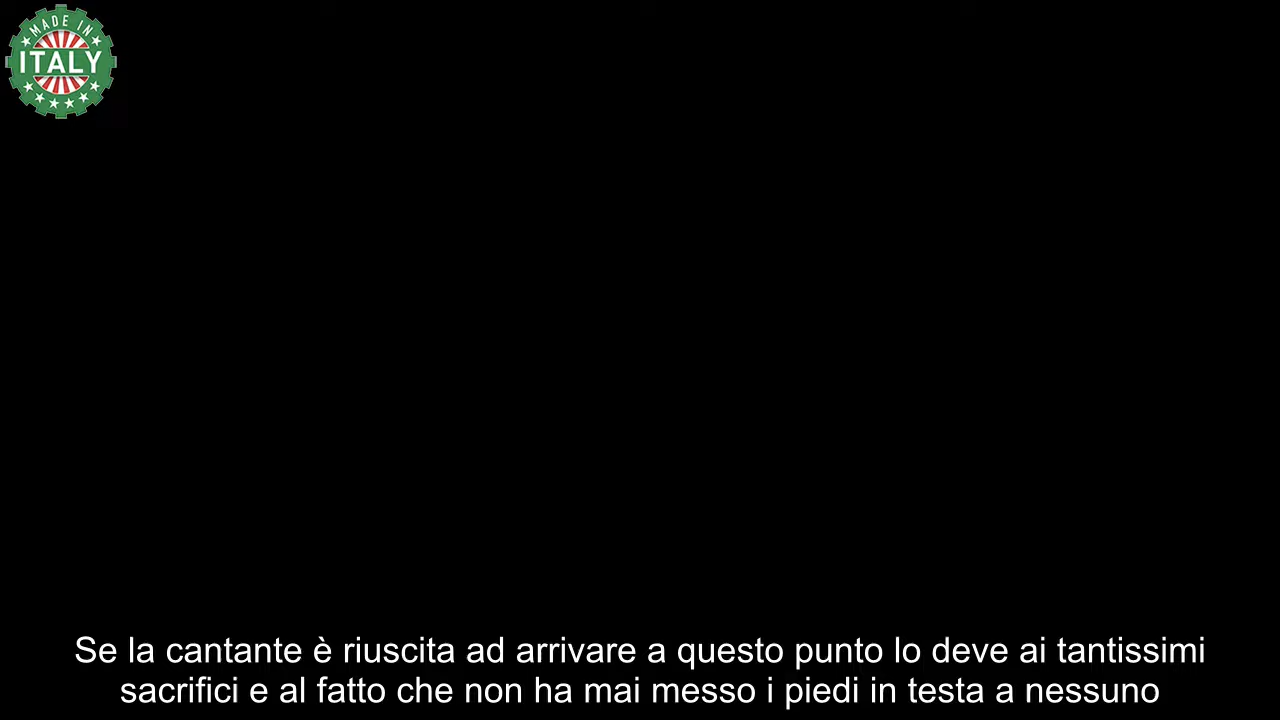 MADE IN
ITALY
Se la cantante è riuscita ad arrivare a questo punto lo deve ai tantissimi
sacrifici e al fatto che non ha mai messo i piedi in testa a nessuno